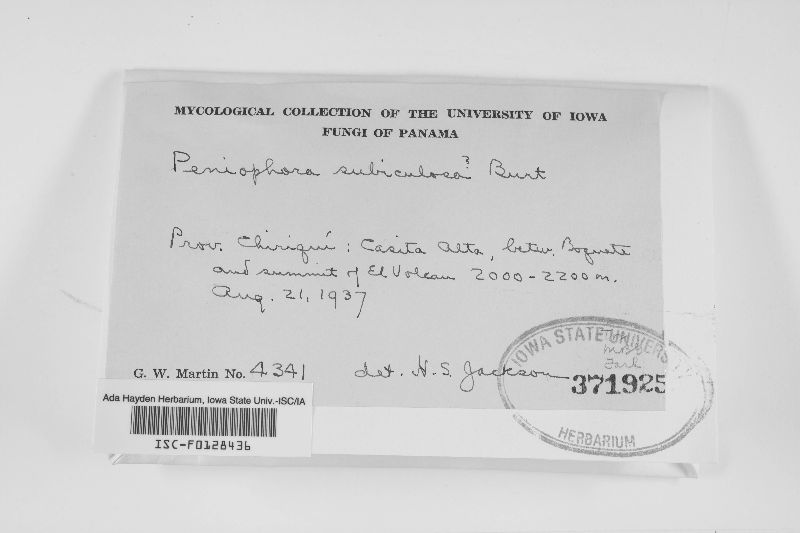 MYCOLOGICAL COLLECTION OF THE UNIVERSITY OF IOWA
FUNGI OF PANAMA
Peniophora subiculosa? Burt
Prov. Chiriquí: Casita Alta, betw. Boquete
and summit of El Volcan 2000-2200 m.
Aug. 21, 1937
G. W. Martin No. 4341 det. H. S. Jackson
IOWA STATE UNIVERSITY
371925
HERBARIUM
Ada Hayden Herbarium, Iowa State Univ.-ISC/IA
ISC-F0128436